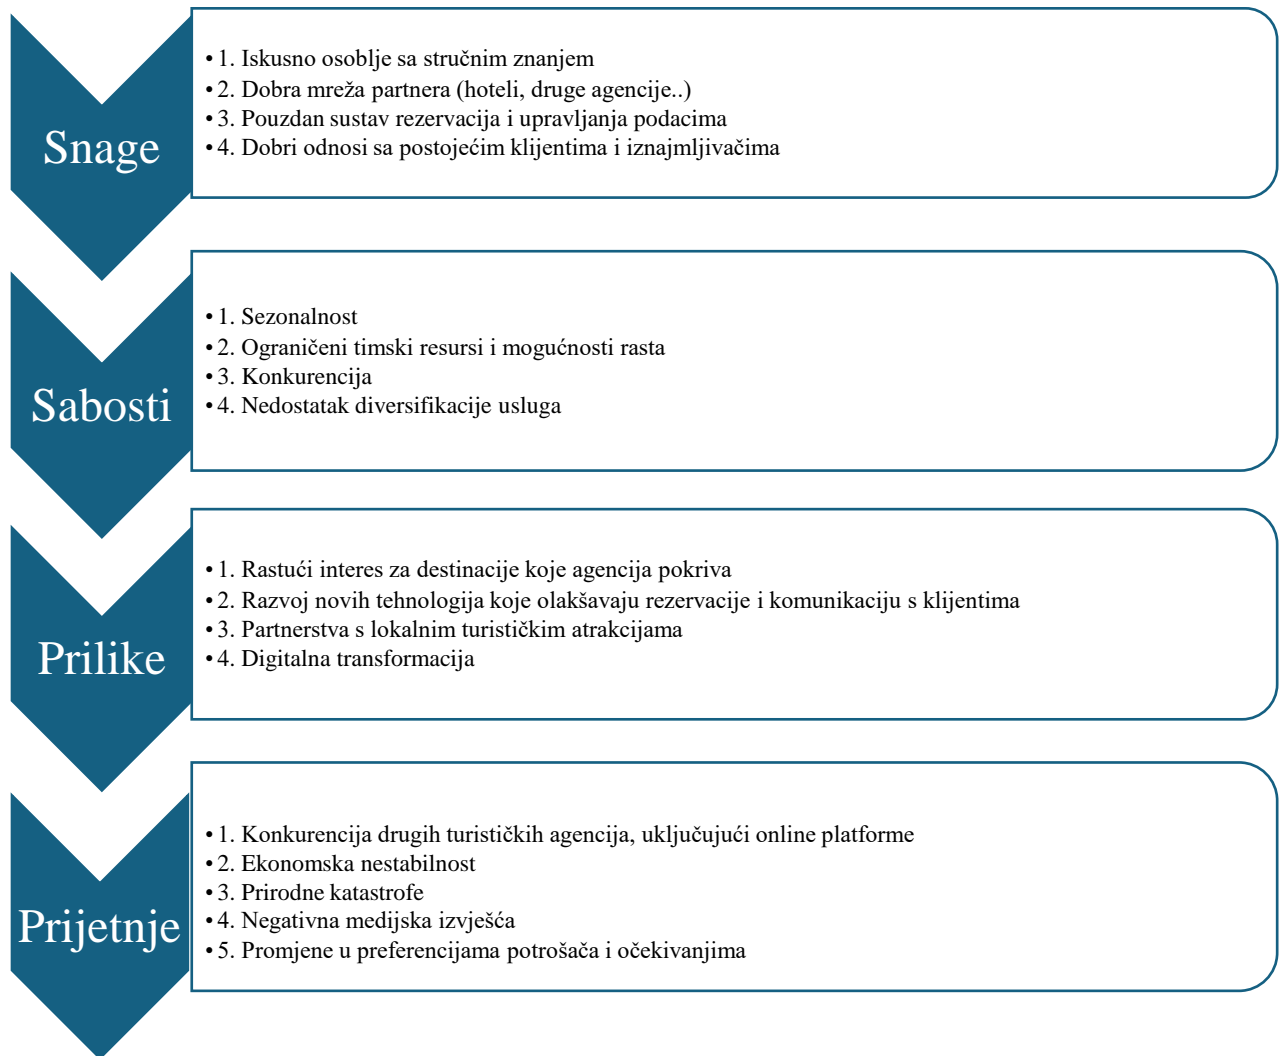 Snage
• 1. Iskusno osoblje sa stručnim znanjem
• 2. Dobra mreža partnera (hoteli, druge agencije..)
• 3. Pouzdan sustav rezervacija i upravljanja podacima
• 4. Dobri odnosi sa postojećim klijentima i iznajmljivačima
Sabosti
• 1. Sezonalnost
• 2. Ograničeni timski resursi i mogućnosti rasta
• 3. Konkurencija
• 4. Nedostatak diversifikacije usluga
Prilike
• 1. Rastući interes za destinacije koje agencija pokriva
• 2. Razvoj novih tehnologija koje olakšavaju rezervacije i komunikaciju s klijentima
• 3. Partnerstva s lokalnim turističkim atrakcijama
• 4. Digitalna transformacija
Prijetnje
• 1. Konkurencija drugih turističkih agencija, uključujući online platforme
• 2. Ekonomska nestabilnost
• 3. Prirodne katastrofe
• 4. Negativna medijska izvješća
• 5. Promjene u preferencijama potrošača i očekivanjima